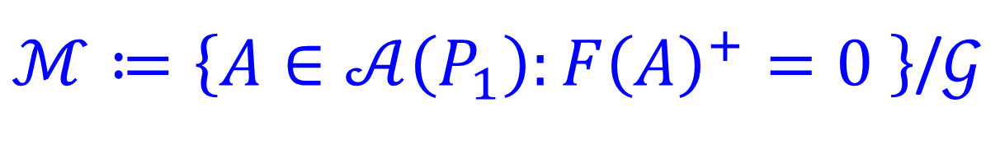 ℳ ≔ {A ∈ 𝒜(P₁): F(A)⁺ = 0 }/𝒢